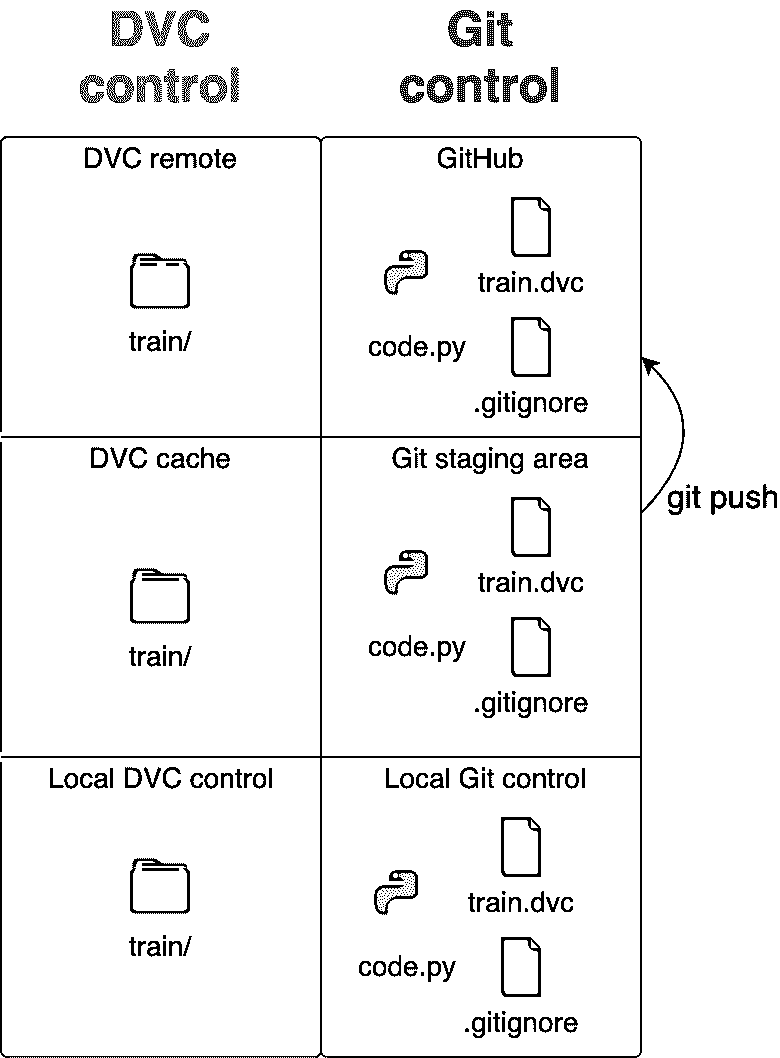 DVC
control
Git
control
DVC remote
train/
GitHub
train.dvc
code.py
.gitignore
DVC cache
train/
Git staging area
train.dvc
code.py
.gitignore
git push
Local DVC control
train/
Local Git control
train.dvc
code.py
.gitignore